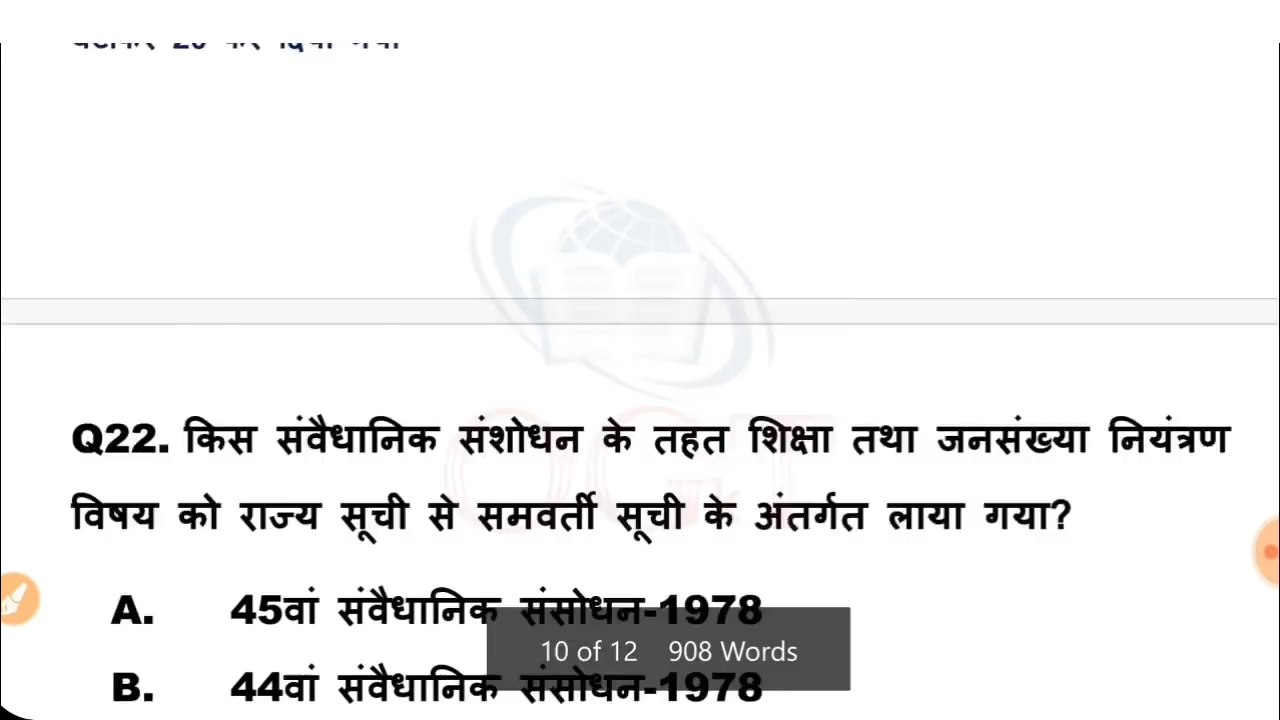 Q22. किस संवैधानिक संशोधन के तहत शिक्षा तथा जनसंख्या नियंत्रण
विषय को राज्य सूची से समवर्ती सूची के अंतर्गत लाया गया?
A. 45वां संवैधानिक संसोधन-1978
10 of 12 908 Words
B. 44वां संवैधानिक संसोधन-1978